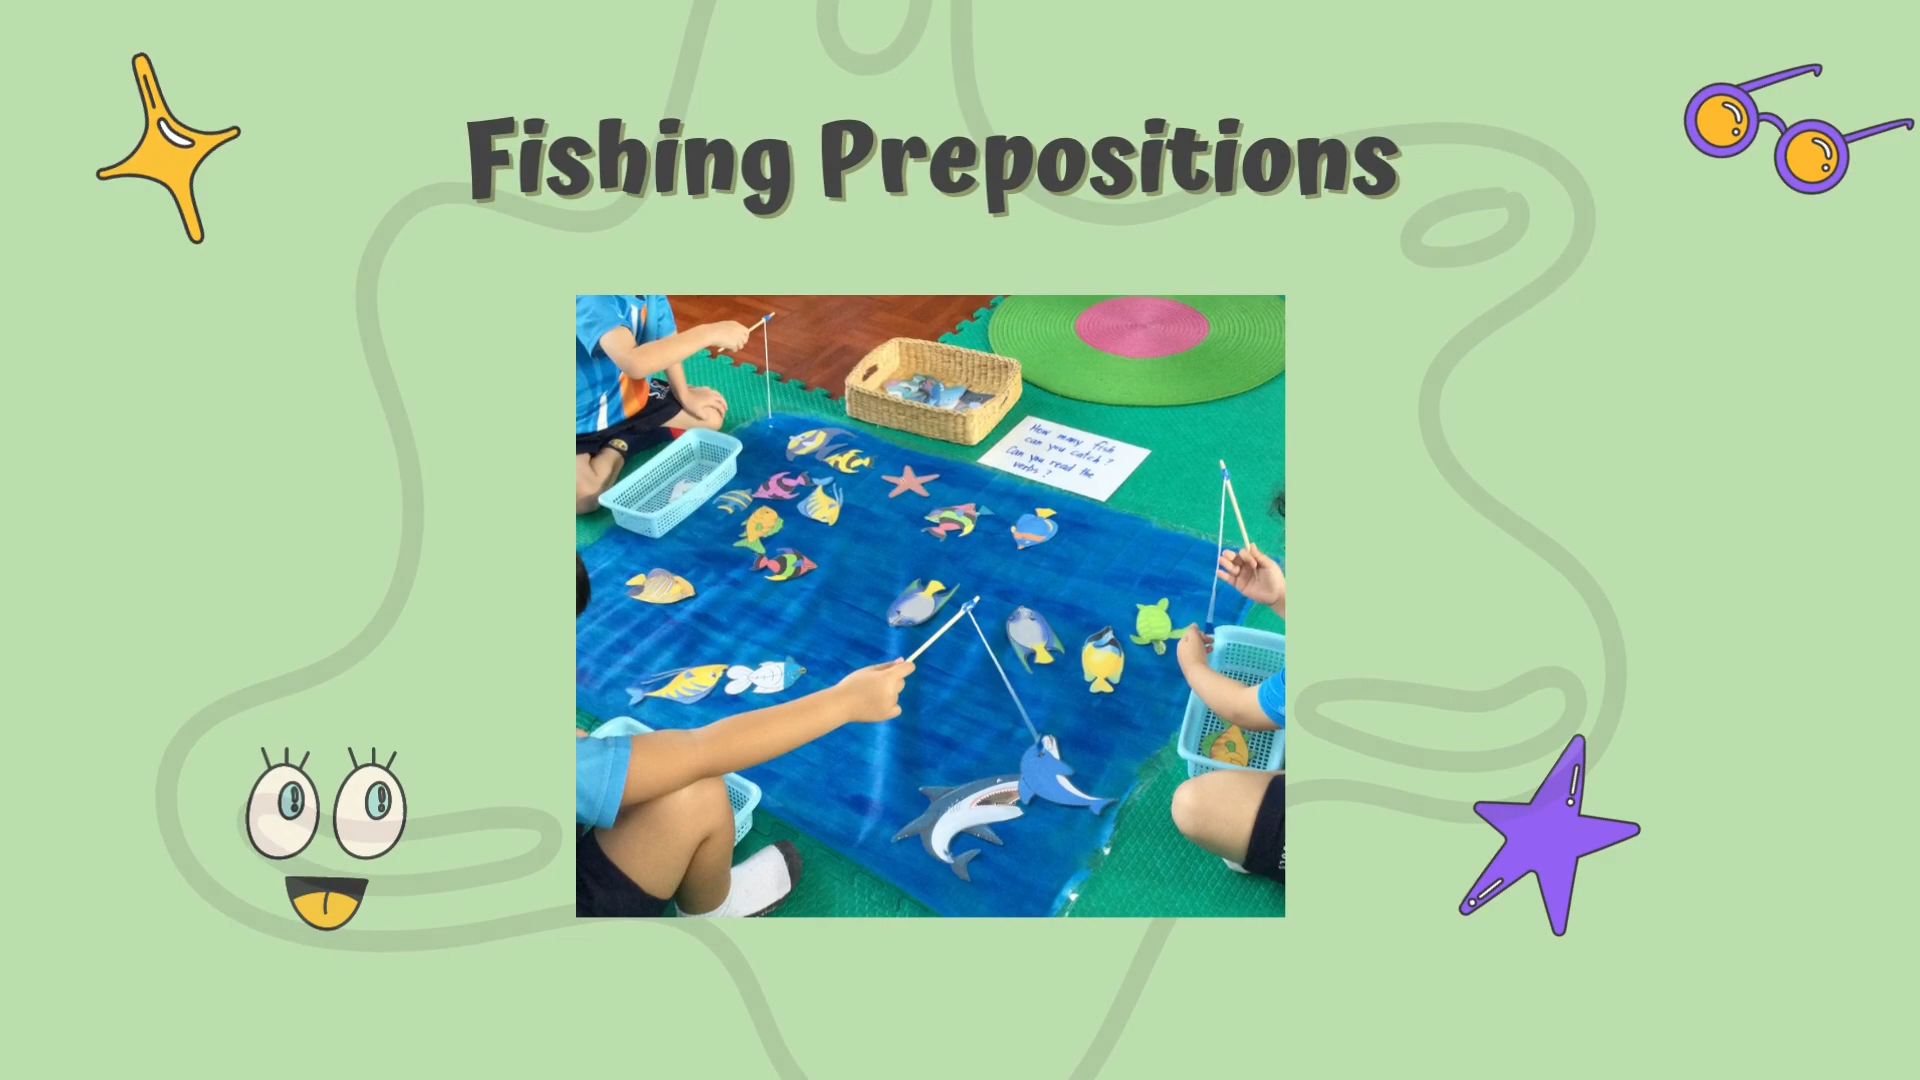 Fishing Prepositions
How many fish
can you catch?
Can you read the
verbs?